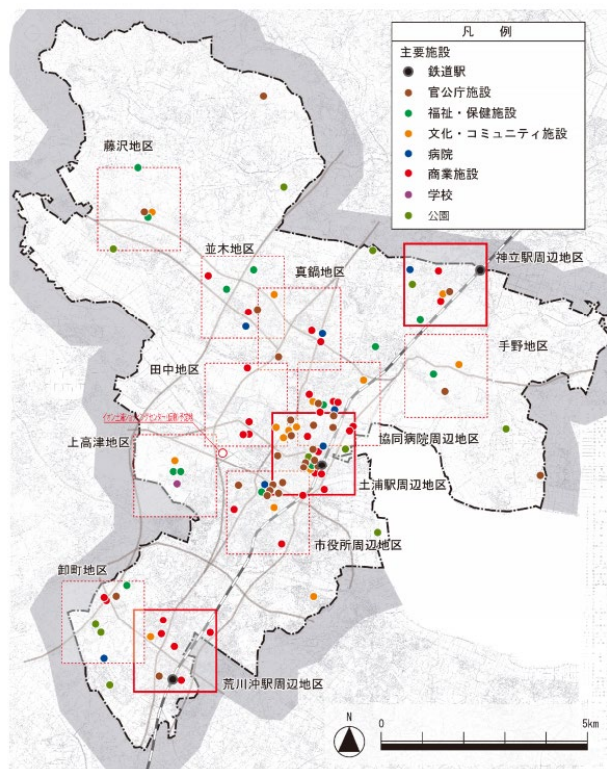 凡 例
主要施設
鉄道駅
官公庁施設
福祉・保健施設
文化・コミュニティ施設
病院
商業施設
学校
公園
藤沢地区
並木地区
真鍋地区
神立駅周辺地区
手野地区
田中地区
上高津地区
協同病院周辺地区
土浦駅周辺地区
市役所周辺地区
卸町地区
荒川沖駅周辺地区
N
0
5km